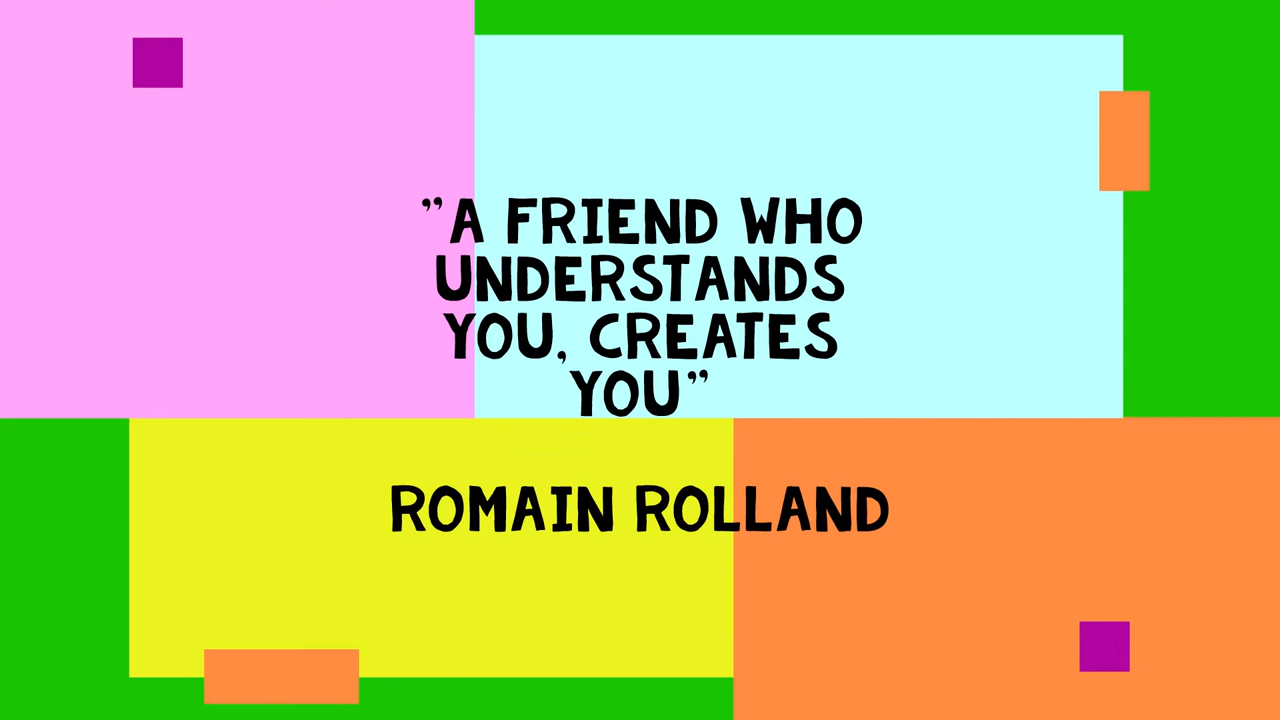 ”A FRIEND WHO
UNDERSTANDS
YOU, CREATES
YOU”
ROMAIN ROLLAND